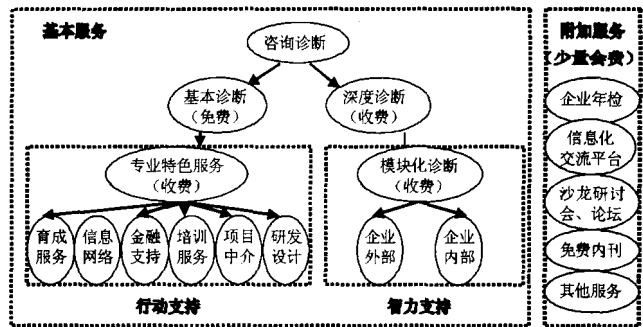 基本服务
咨询诊断
基本诊断
（免费）
深度诊断
（收费）
专业特色服务
（收费）
模块化诊断
（收费）
育成
服务
信息
网络
金融
支持
培训
服务
项目
中介
研发
设计
企业
外部
企业
内部
行动支持
智力支持
附加服务
（少量会费）
企业年检
信息化
交流平台
沙龙研讨
会、论坛
免费内刊
其他服务